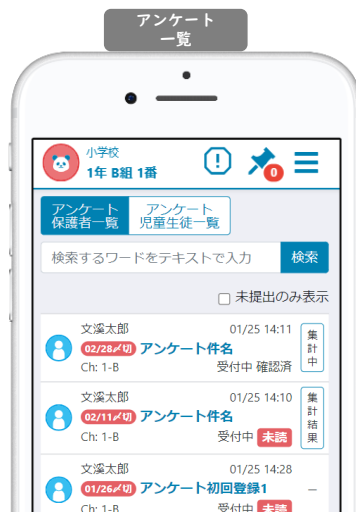 アンケート
一覧
小学校
1年 B組 1番
0
アンケート
保護者一覧
アンケート
児童生徒一覧
検索するワードをテキストで入力
検索
未提出のみ表示
文溪太郎 01/25 14:11
02/28〆切 アンケート件名
Ch: 1-B 受付中 確認済
集計中
文溪太郎 01/25 14:10
02/11〆切 アンケート件名
Ch: 1-B 受付中 未読
集計結果
文溪太郎 01/25 14:28
01/26〆切 アンケート初回登録1 –
Ch: 1-B 受付中 未読